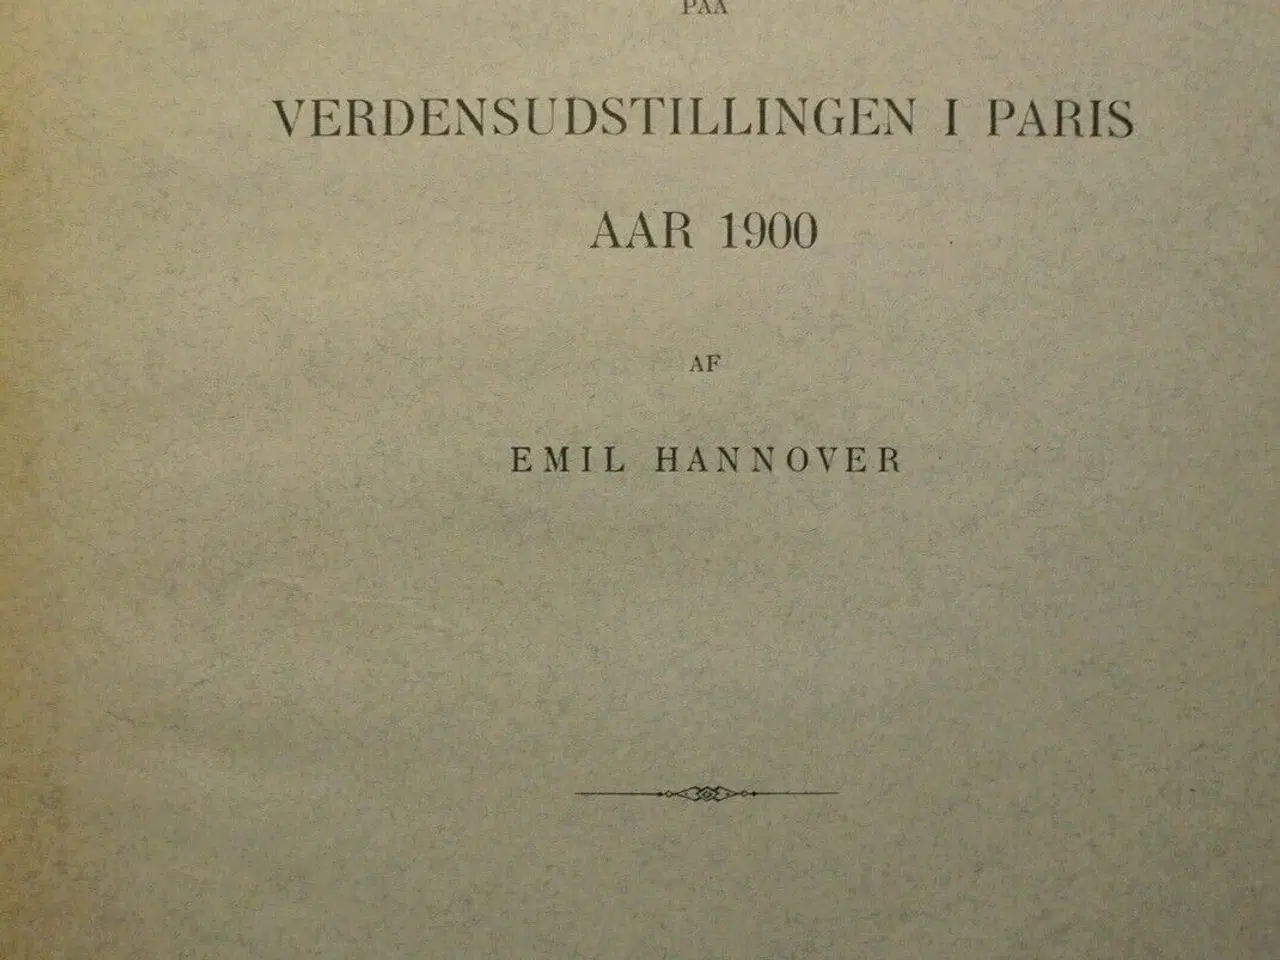 PAA
VERDENSUDSTILLINGEN I PARIS
AAR 1900
AF
EMIL HANNOVER